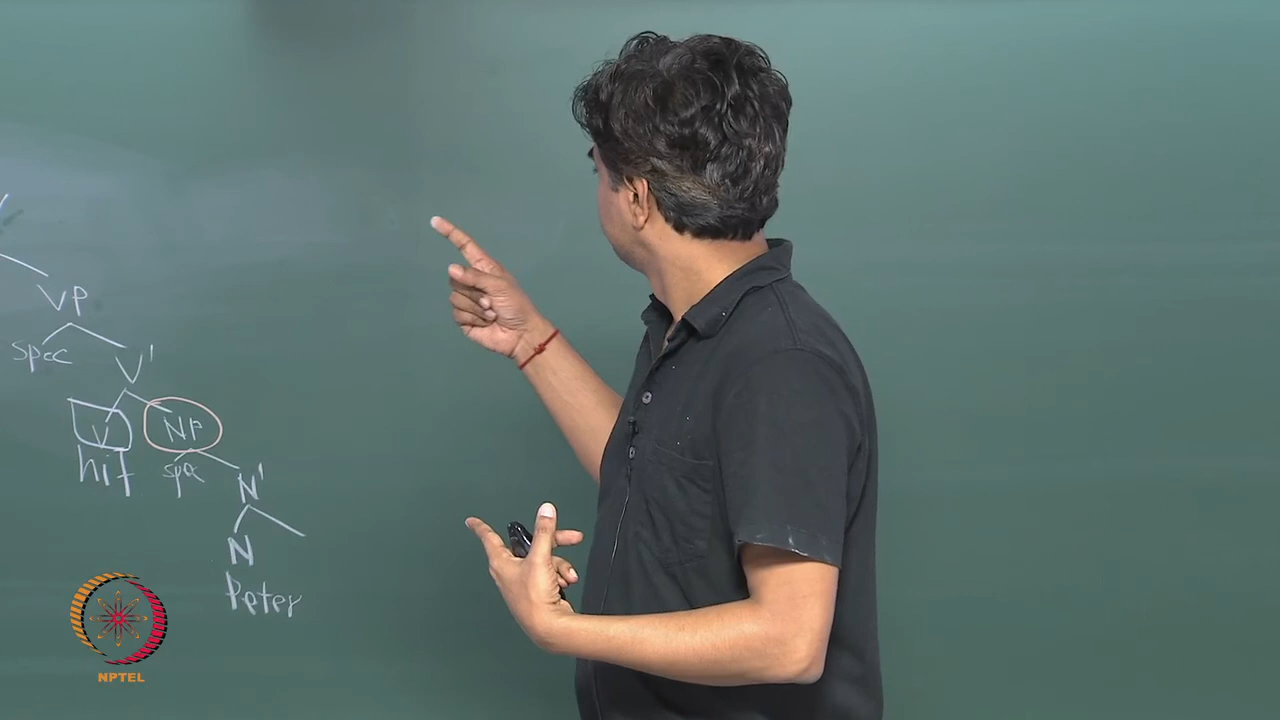 VP
Spec V'
V NP
hit spec
N'
N
Peter
NPTEL